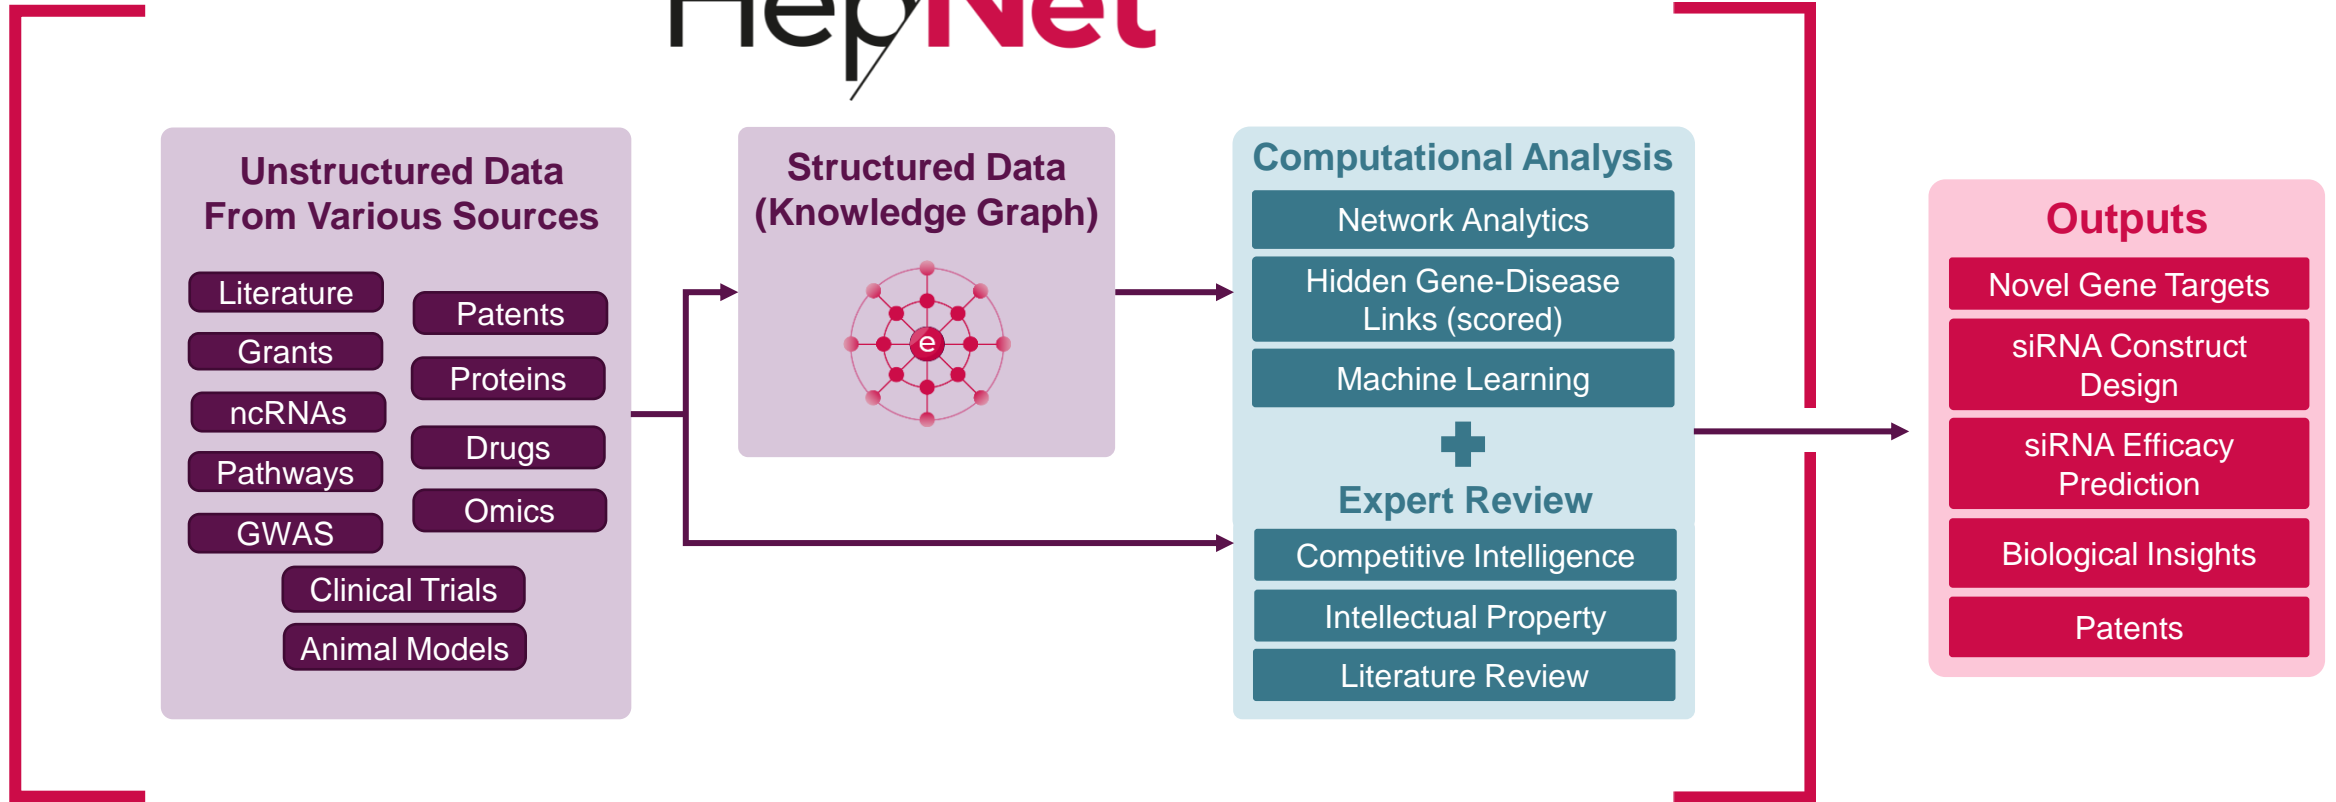 HepNet
Unstructured Data
From Various Sources
Literature
Grants
ncRNAs
Pathways
GWAS
Patents
Proteins
Drugs
Omics
Clinical Trials
Animal Models
Structured Data
(Knowledge Graph)
e
Computational Analysis
Network Analytics
Hidden Gene-Disease
Links (scored)
Machine Learning
Expert Review
Competitive Intelligence
Intellectual Property
Literature Review
Outputs
Novel Gene Targets
siRNA Construct
Design
siRNA Efficacy
Prediction
Biological Insights
Patents